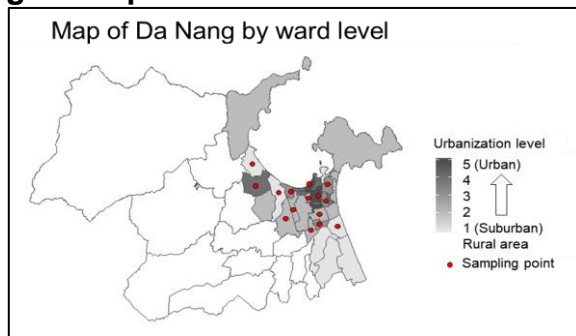 Map of Da Nang by ward level
Urbanization level
5 (Urban)
4
3
2
1 (Suburban)
Rural area
Sampling point